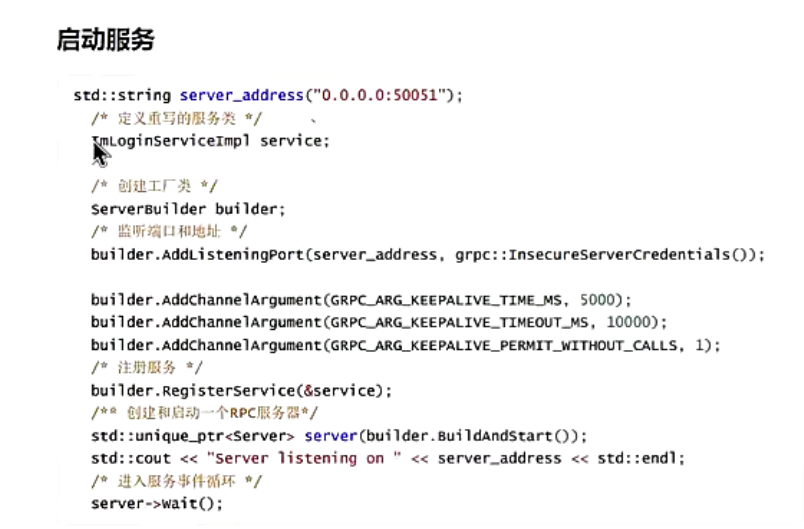 启动服务
std::string server_address("0.0.0.0:50051");
/* 定义重写的服务类 */
ImLoginServiceImpl service;
/* 创建工厂类 */
ServerBuilder builder;
/* 监听端口和地址 */
builder.AddListeningPort(server_address, grpc::InsecureServerCredentials());
builder.AddChannelArgument(GRPC_ARG_KEEPALIVE_TIME_MS, 5000);
builder.AddChannelArgument(GRPC_ARG_KEEPALIVE_TIMEOUT_MS, 10000);
builder.AddChannelArgument(GRPC_ARG_KEEPALIVE_PERMIT_WITHOUT_CALLS, 1);
/* 注册服务 */
builder.RegisterService(&service);
/** 创建和启动一个RPC服务器*/
std::unique_ptr<Server> server(builder.BuildAndStart());
std::cout << "Server listening on " << server_address << std::endl;
/* 进入服务事件循环 */
server->Wait();